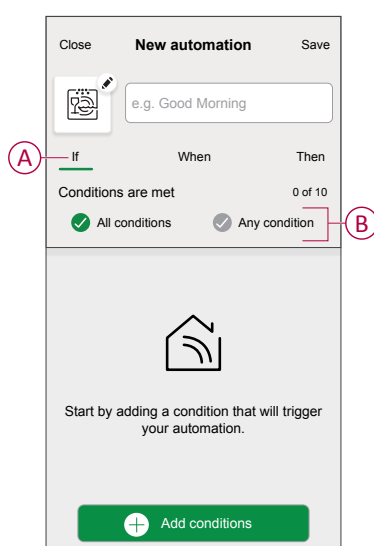 Close New automation Save
e.g. Good Morning
A If When Then
Conditions are met 0 of 10
All conditions Any condition B
Start by adding a condition that will trigger
your automation.
Add conditions